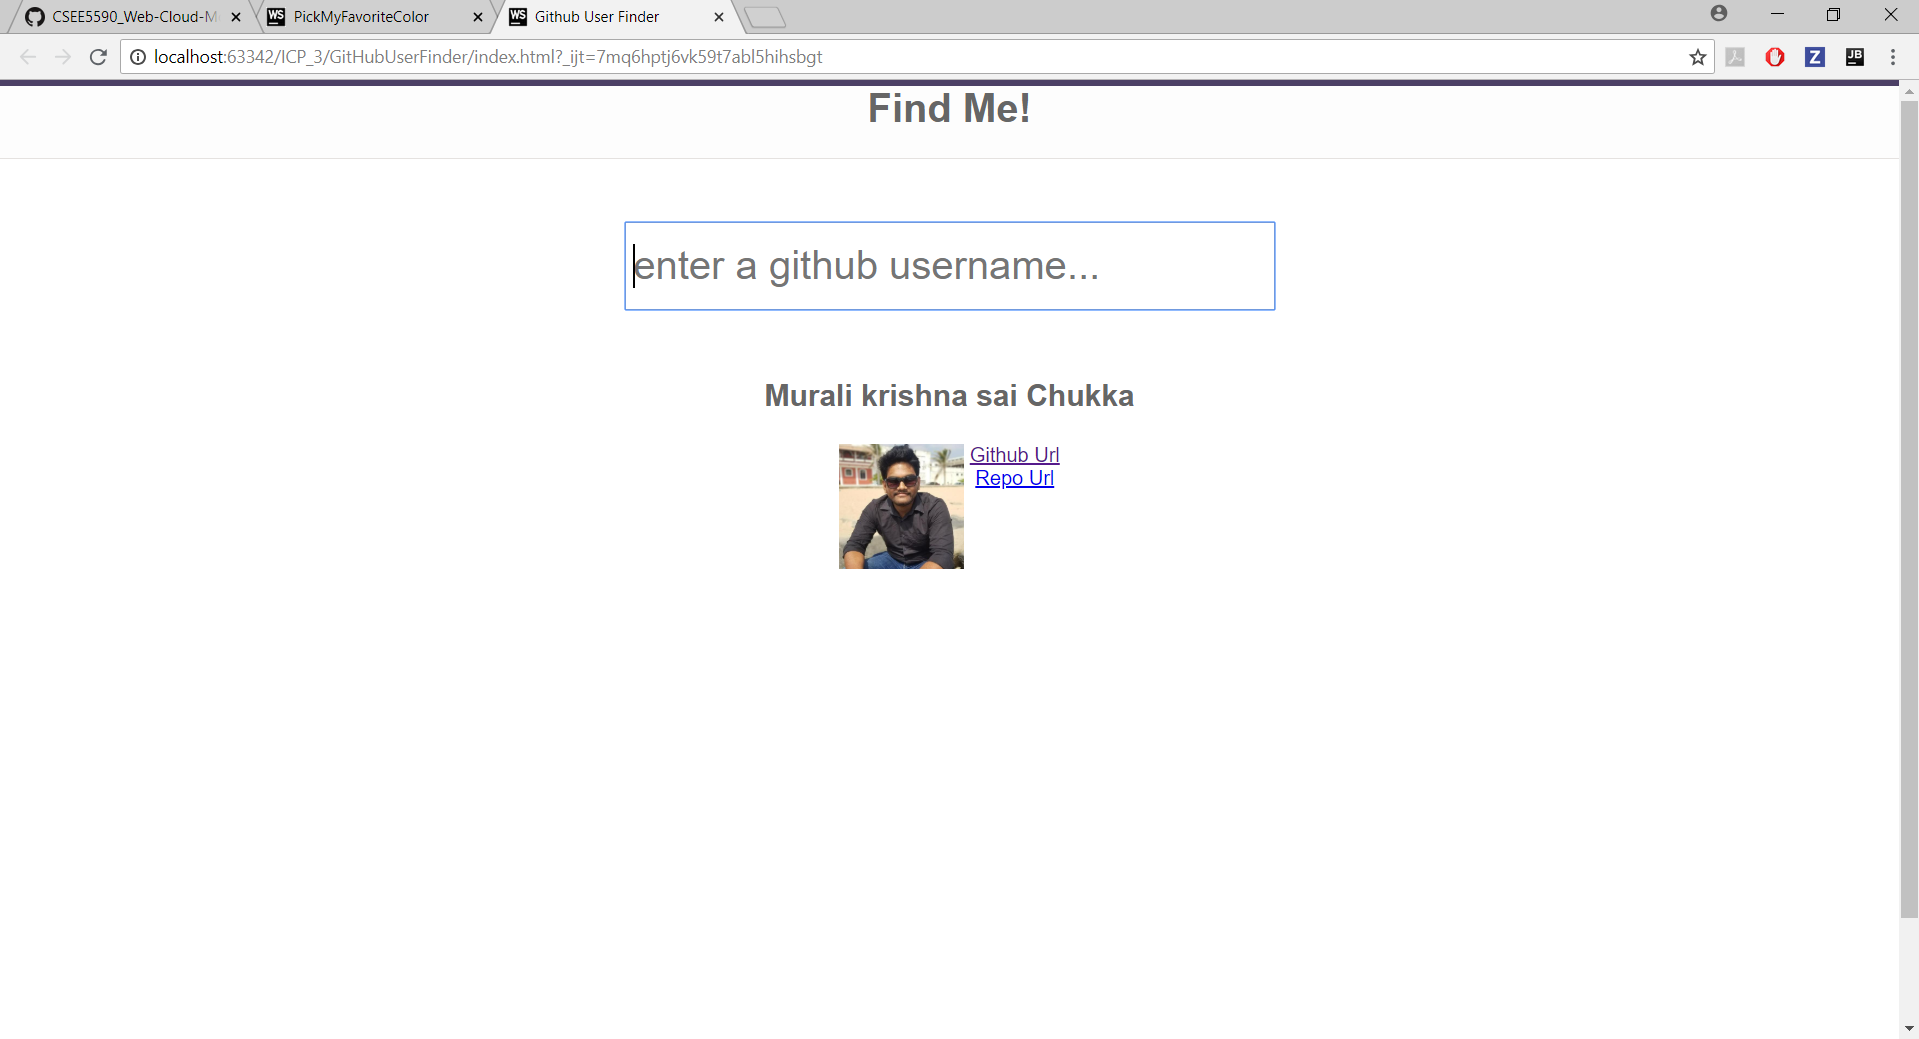 CSEE5590_Web-Cloud-M
WS PickMyFavoriteColor
WS Github User Finder
localhost:63342/ICP_3/GitHubUserFinder/index.html?_ijt=7mq6hptj6vk59t7abl5hihsbgt
Z
JB
Find Me!
enter a github username...
Murali krishna sai Chukka
Github Url
Repo Url